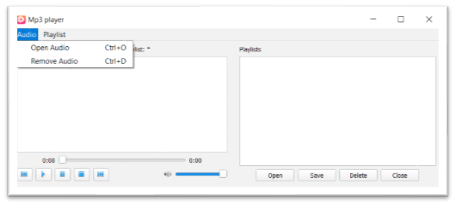 Mp3 player
Audio Playlist
Open Audio Ctrl+O
Remove Audio Ctrl+D
list: *
Playlists
0:08 0:00
Open Save Delete Close